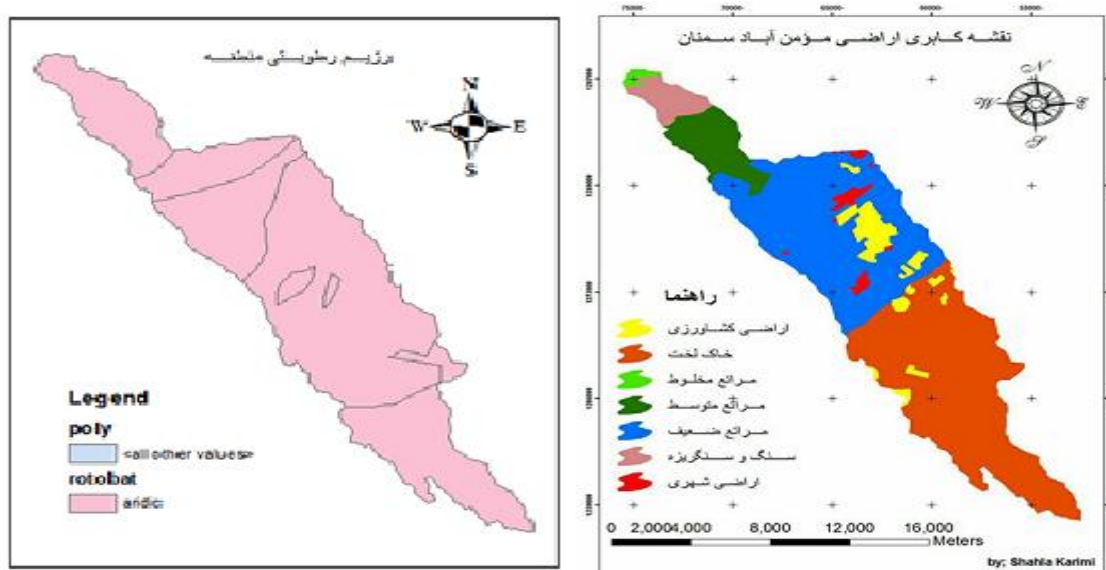 رژیم رطوبتی منطقه
N
W E
S
Legend
poly
<all other values>
rotobat
aridic
نقشه کابری اراضی مؤمن آباد سمنان
N
W E
S
راهنما
اراضی کشاورزی
خاک لخت
مراتع مخلوط
مراتع متوسط
مراتع ضعیف
سنگ و سنگریزه
اراضی شهری
0 2,0004,000 8,000 12,000 16,000
Meters
by; Shahla Karimi